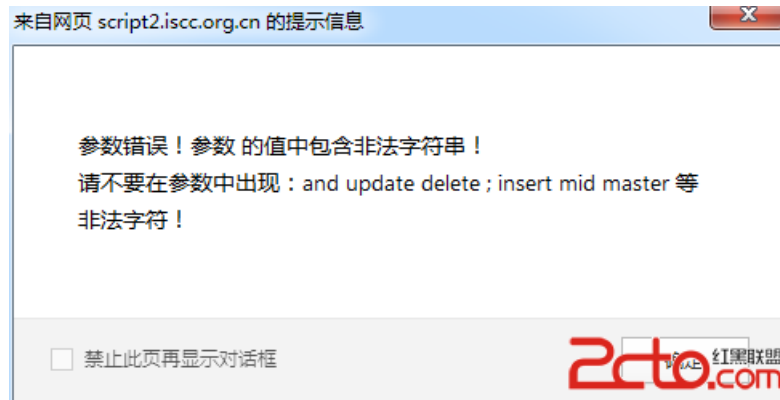 来自网页 script2.iscc.org.cn 的提示信息
参数错误！参数 的值中包含非法字符串！
请不要在参数中出现：and update delete ; insert mid master 等
非法字符！
禁止此页再显示对话框
确定
2cto.com
红黑联盟